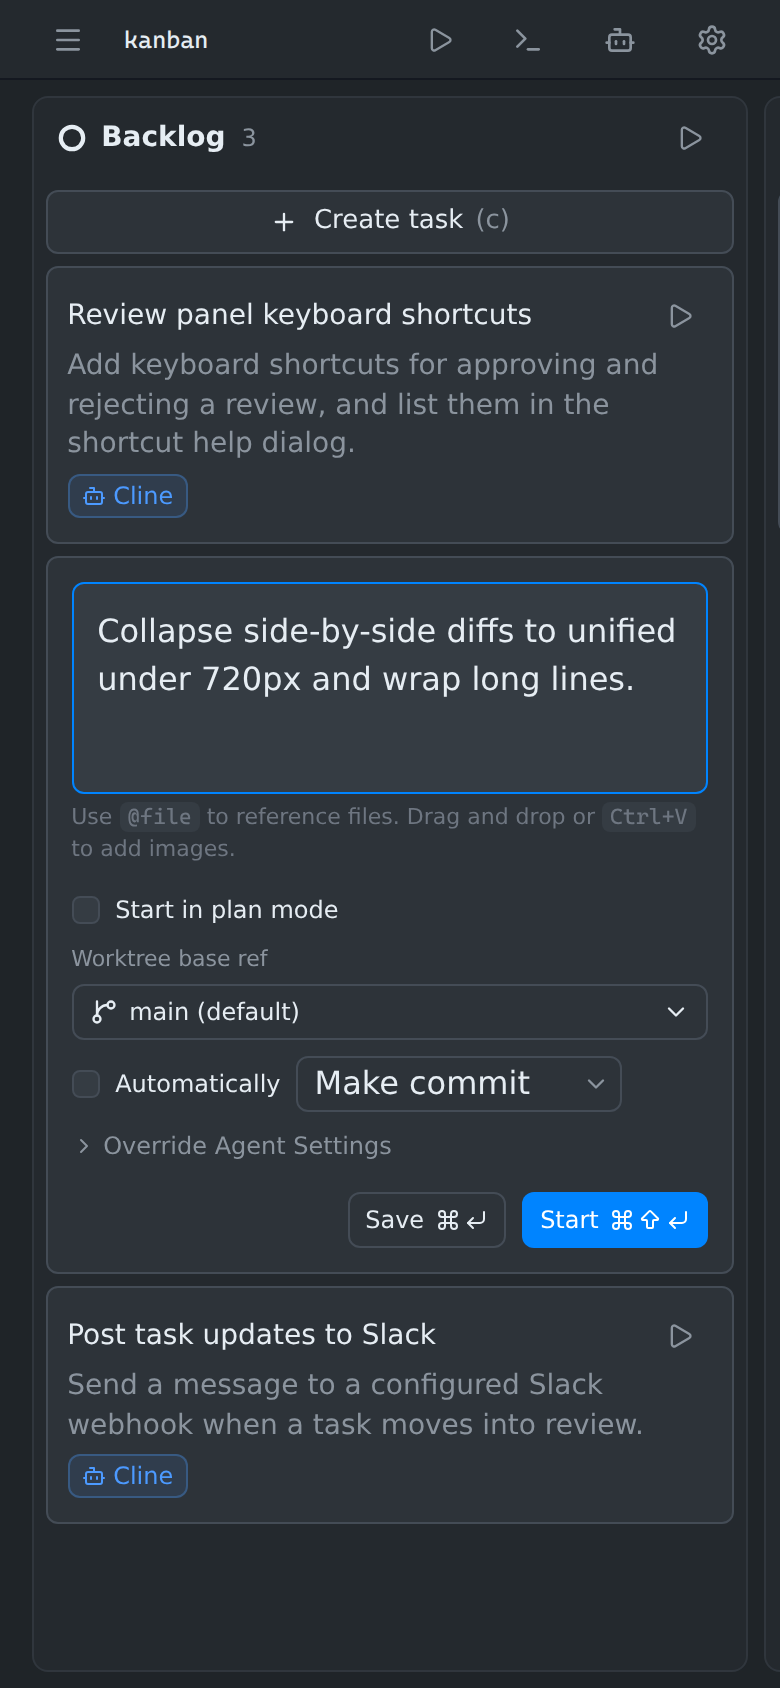 kanban
Backlog 3
+ Create task (c)
Review panel keyboard shortcuts
Add keyboard shortcuts for approving and
rejecting a review, and list them in the
shortcut help dialog.
Cline
Collapse side-by-side diffs to unified
under 720px and wrap long lines.
Use @file to reference files. Drag and drop or Ctrl+V
to add images.
Start in plan mode
Worktree base ref
main (default)
Automatically Make commit
Override Agent Settings
Save ⌘ ↵ Start ⌘ ⇧ ↵
Post task updates to Slack
Send a message to a configured Slack
webhook when a task moves into review.
Cline